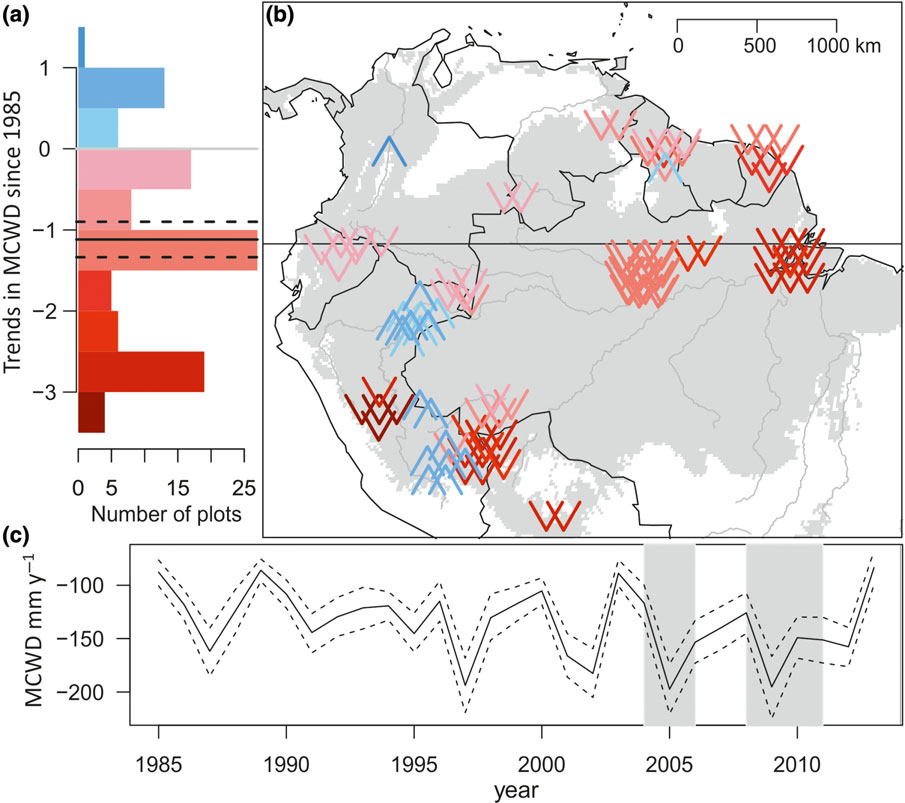 (a)
Trends in MCWD since 1985
1
0
−1
−2
−3
0 5 15 25
Number of plots
(b)
0 500 1000 km
(c)
MCWD mm y⁻¹
−100
−150
−200
1985 1990 1995 2000 2005 2010
year